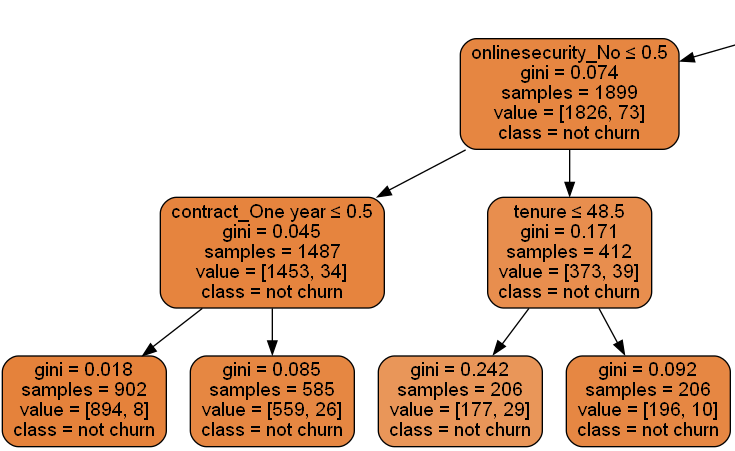 onlinesecurity_No ≤ 0.5
gini = 0.074
samples = 1899
value = [1826, 73]
class = not churn
contract_One year ≤ 0.5
gini = 0.045
samples = 1487
value = [1453, 34]
class = not churn
tenure ≤ 48.5
gini = 0.171
samples = 412
value = [373, 39]
class = not churn
gini = 0.018
samples = 902
value = [894, 8]
class = not churn
gini = 0.085
samples = 585
value = [559, 26]
class = not churn
gini = 0.242
samples = 206
value = [177, 29]
class = not churn
gini = 0.092
samples = 206
value = [196, 10]
class = not churn